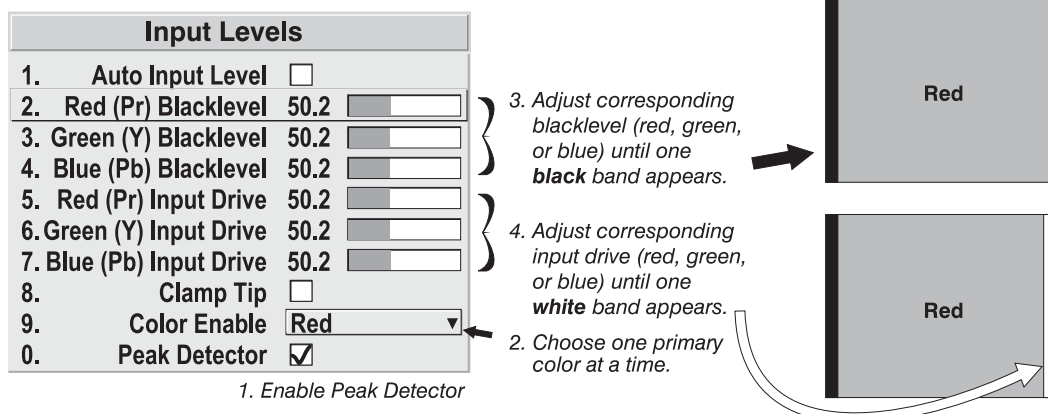 Input Levels
1. Auto Input Level
2. Red (Pr) Blacklevel 50.2
3. Green (Y) Blacklevel 50.2
4. Blue (Pb) Blacklevel 50.2
5. Red (Pr) Input Drive 50.2
6. Green (Y) Input Drive 50.2
7. Blue (Pb) Input Drive 50.2
8. Clamp Tip
9. Color Enable Red
0. Peak Detector
1. Enable Peak Detector
3. Adjust corresponding
blacklevel (red, green,
or blue) until one
black band appears.
4. Adjust corresponding
input drive (red, green,
or blue) until one
white band appears.
2. Choose one primary
color at a time.
Red
Red